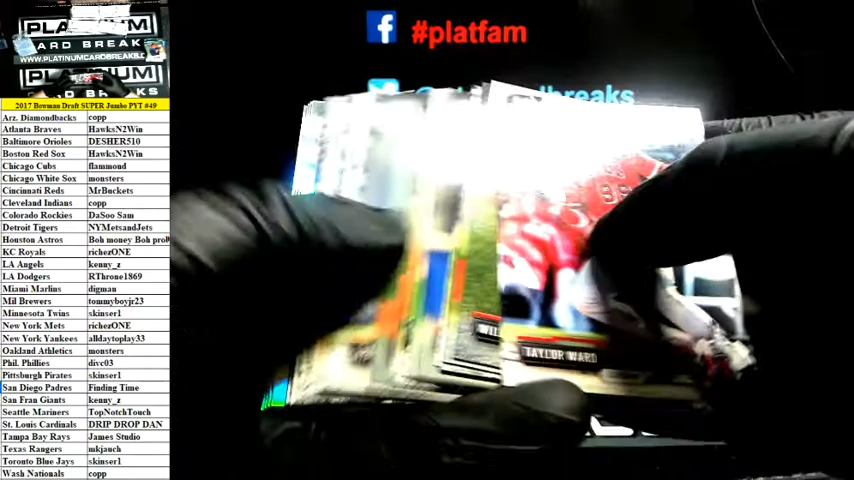 PLATINUM
CARD BREAK
WWW.PLATINUMCARDBREAKS.C
PLATINUM
#platfam
2017 Bowman Draft SUPER Jumbo PYT #49
Arz. Diamondbacks copp
Atlanta Braves HawksN2Win
Baltimore Orioles DESHER510
Boston Red Sox HawksN2Win
Chicago Cubs flammond
Chicago White Sox monsters
Cincinnati Reds MrBuckets
Cleveland Indians copp
Colorado Rockies DaSoo Sam
Detroit Tigers NYMetsandJets
Houston Astros Boh money Boh prol
KC Royals richezONE
LA Angels kenny_z
LA Dodgers RThrone1869
Miami Marlins digman
Mil Brewers tommyboyjr23
Minnesota Twins skinser1
New York Mets richezONE
New York Yankees alldaytoplay33
Oakland Athletics monsters
Phil. Phillies divc03
Pittsburgh Pirates skinser1
San Diego Padres Finding Time
San Fran Giants kenny_z
Seattle Mariners TopNotchTouch
St. Louis Cardinals DRIP DROP DAN
Tampa Bay Rays James Studio
Texas Rangers mkjauch
Toronto Blue Jays skinser1
Wash Nationals copp
WIL
TAYLOR WARD